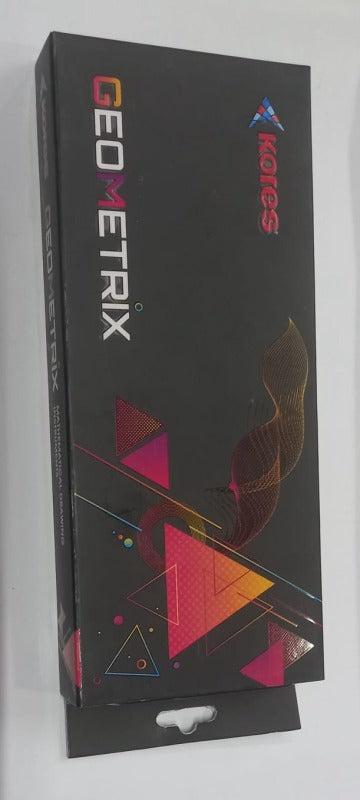 Kores
GEOMETRIX
Kores
GEOMETRIX
MATHEMATICAL DRAWING